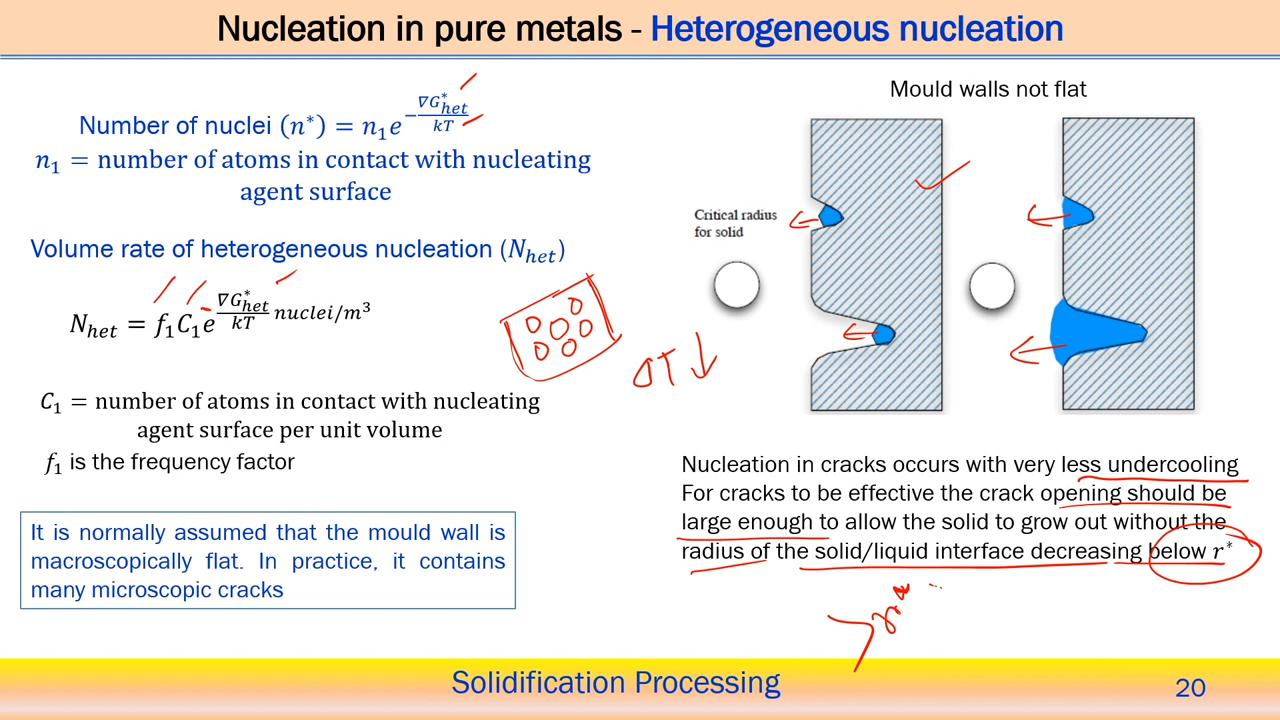 Nucleation in pure metals - Heterogeneous nucleation
Number of nuclei (n*) = n₁e^(−∇G*het/kT)
n₁ = number of atoms in contact with nucleating
agent surface
Volume rate of heterogeneous nucleation (Nhet)
Nhet = f₁C₁e^(-∇G*het/kT) nuclei/m³
C₁ = number of atoms in contact with nucleating
agent surface per unit volume
f₁ is the frequency factor
It is normally assumed that the mould wall is
macroscopically flat. In practice, it contains
many microscopic cracks
Mould walls not flat
Critical radius
for solid
ΔT↓
Nucleation in cracks occurs with very less undercooling
For cracks to be effective the crack opening should be
large enough to allow the solid to grow out without the
radius of the solid/liquid interface decreasing below r*
> r*
Solidification Processing
20